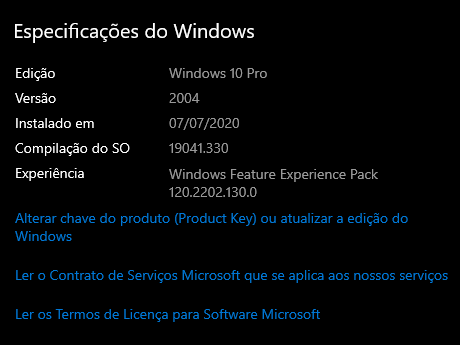 Especificações do Windows
Edição Windows 10 Pro
Versão 2004
Instalado em 07/07/2020
Compilação do SO 19041.330
Experiência Windows Feature Experience Pack
120.2202.130.0
Alterar chave do produto (Product Key) ou atualizar a edição do
Windows
Ler o Contrato de Serviços Microsoft que se aplica aos nossos serviços
Ler os Termos de Licença para Software Microsoft